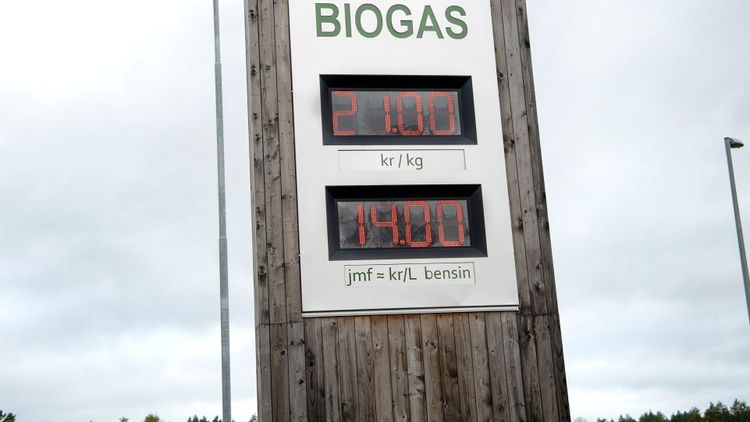 BIOGAS
21.00
kr/kg
14.00
jmf ≈ kr/L bensin